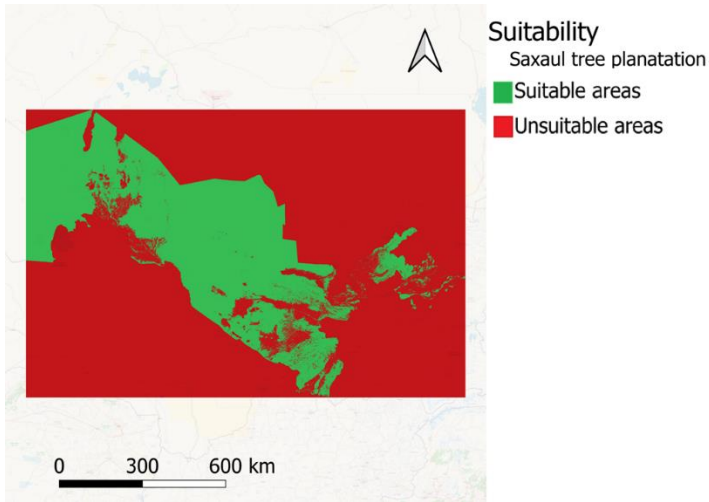 Suitability
Saxaul tree planatation
Suitable areas
Unsuitable areas
0 300 600 km